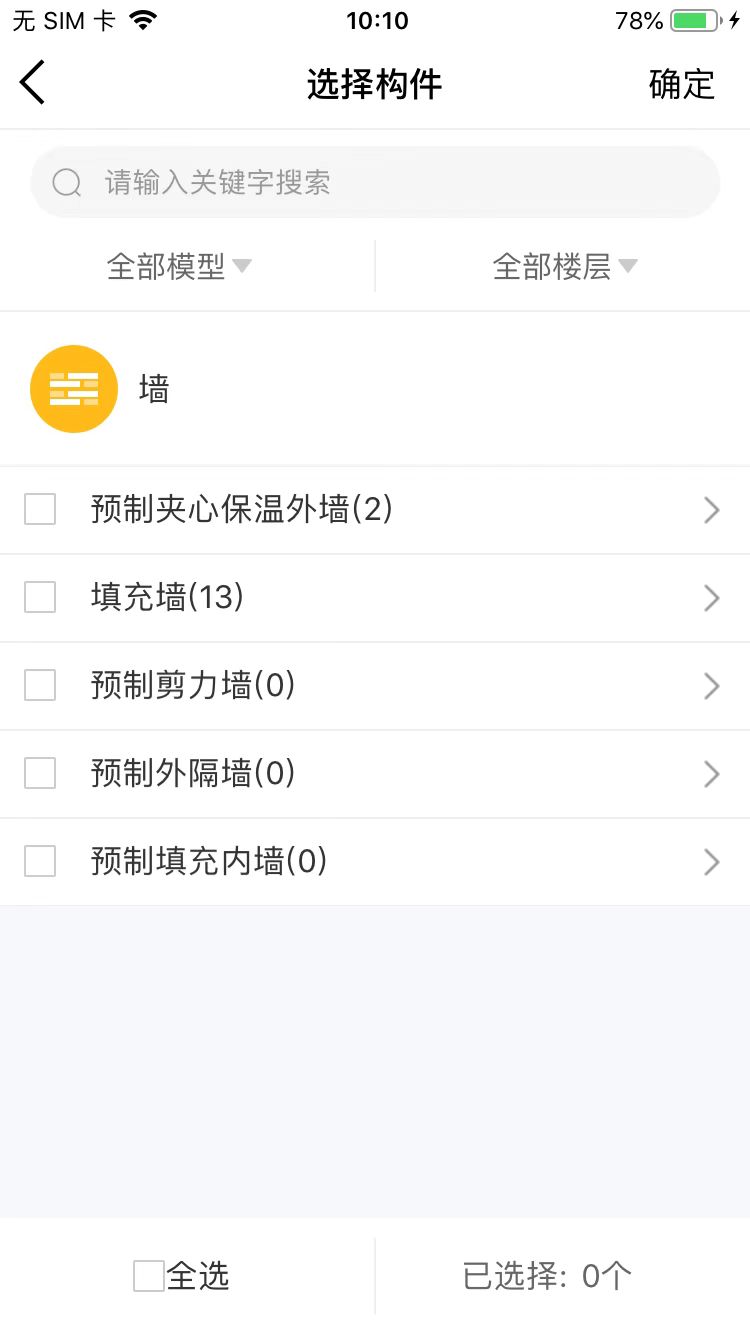 无 SIM 卡 10:10 78%
选择构件 确定
请输入关键字搜索
全部模型 全部楼层
墙
预制夹心保温外墙(2)
填充墙(13)
预制剪力墙(0)
预制外隔墙(0)
预制填充内墙(0)
全选 已选择: 0个